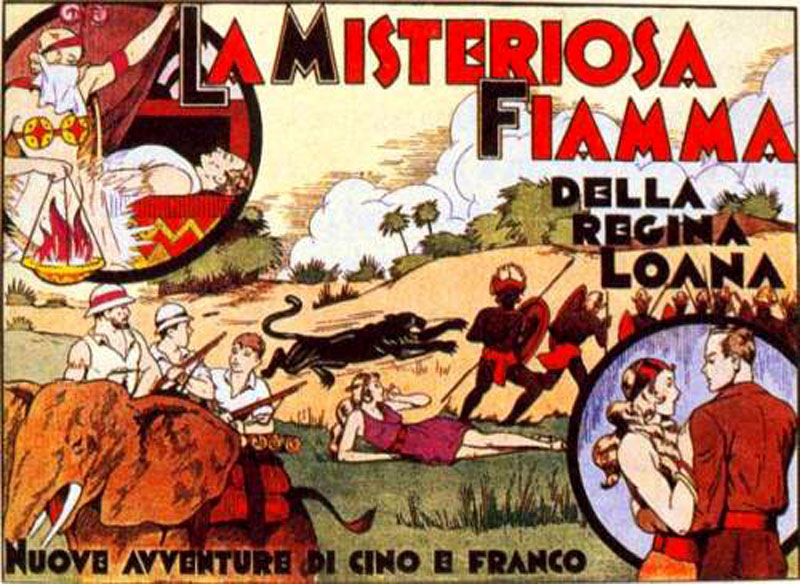 LA MISTERIOSA
FIAMMA
DELLA
REGINA
LOANA
NUOVE AVVENTURE DI CINO E FRANCO